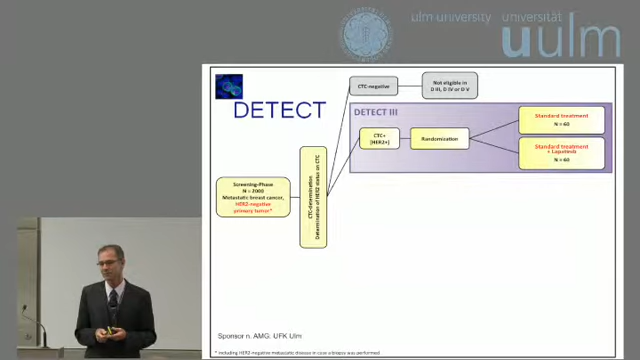 ulm university universität
uulm
DETECT
CTC-negative
Not eligible in
D III, D IV or D V
DETECT III
CTC+
[HER2+]
Randomization
Standard treatment
N = 60
Standard treatment
+ Lapatinib
N = 60
Screening-Phase
N = 2000
Metastatic breast cancer,
HER2-negative
primary tumor*
CTC-determination
Determination of HER2 status on CTC
Sponsor n. AMG: UFK Ulm
* Including HER2-negative metastatic disease in case a biopsy was performed